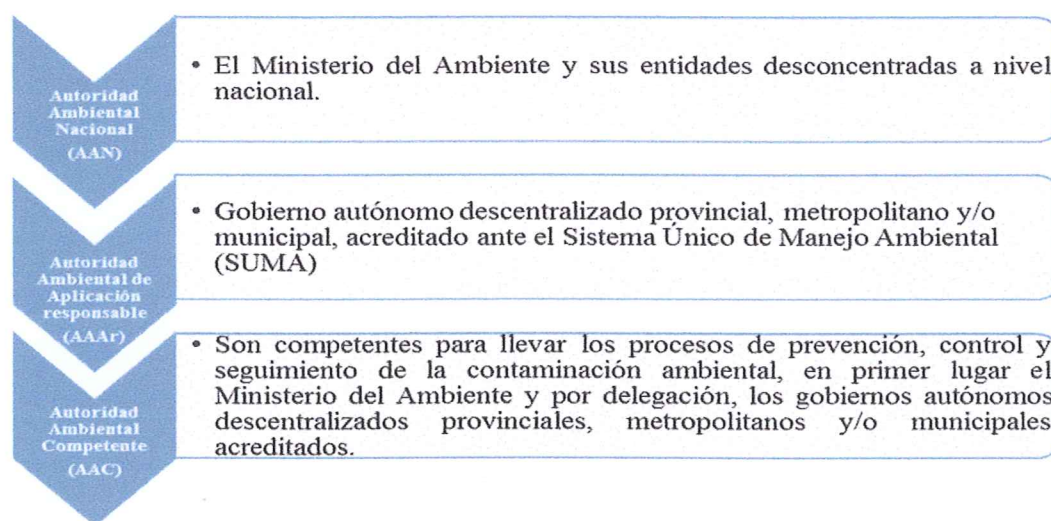 Autoridad
Ambiental
Nacional
(AAN)
• El Ministerio del Ambiente y sus entidades desconcentradas a nivel
nacional.
Autoridad
Ambiental de
Aplicación
responsable
(AAAr)
• Gobierno autónomo descentralizado provincial, metropolitano y/o
municipal, acreditado ante el Sistema Único de Manejo Ambiental
(SUMA)
Autoridad
Ambiental
Competente
(AAC)
• Son competentes para llevar los procesos de prevención, control y
seguimiento de la contaminación ambiental, en primer lugar el
Ministerio del Ambiente y por delegación, los gobiernos autónomos
descentralizados provinciales, metropolitanos y/o municipales
acreditados.